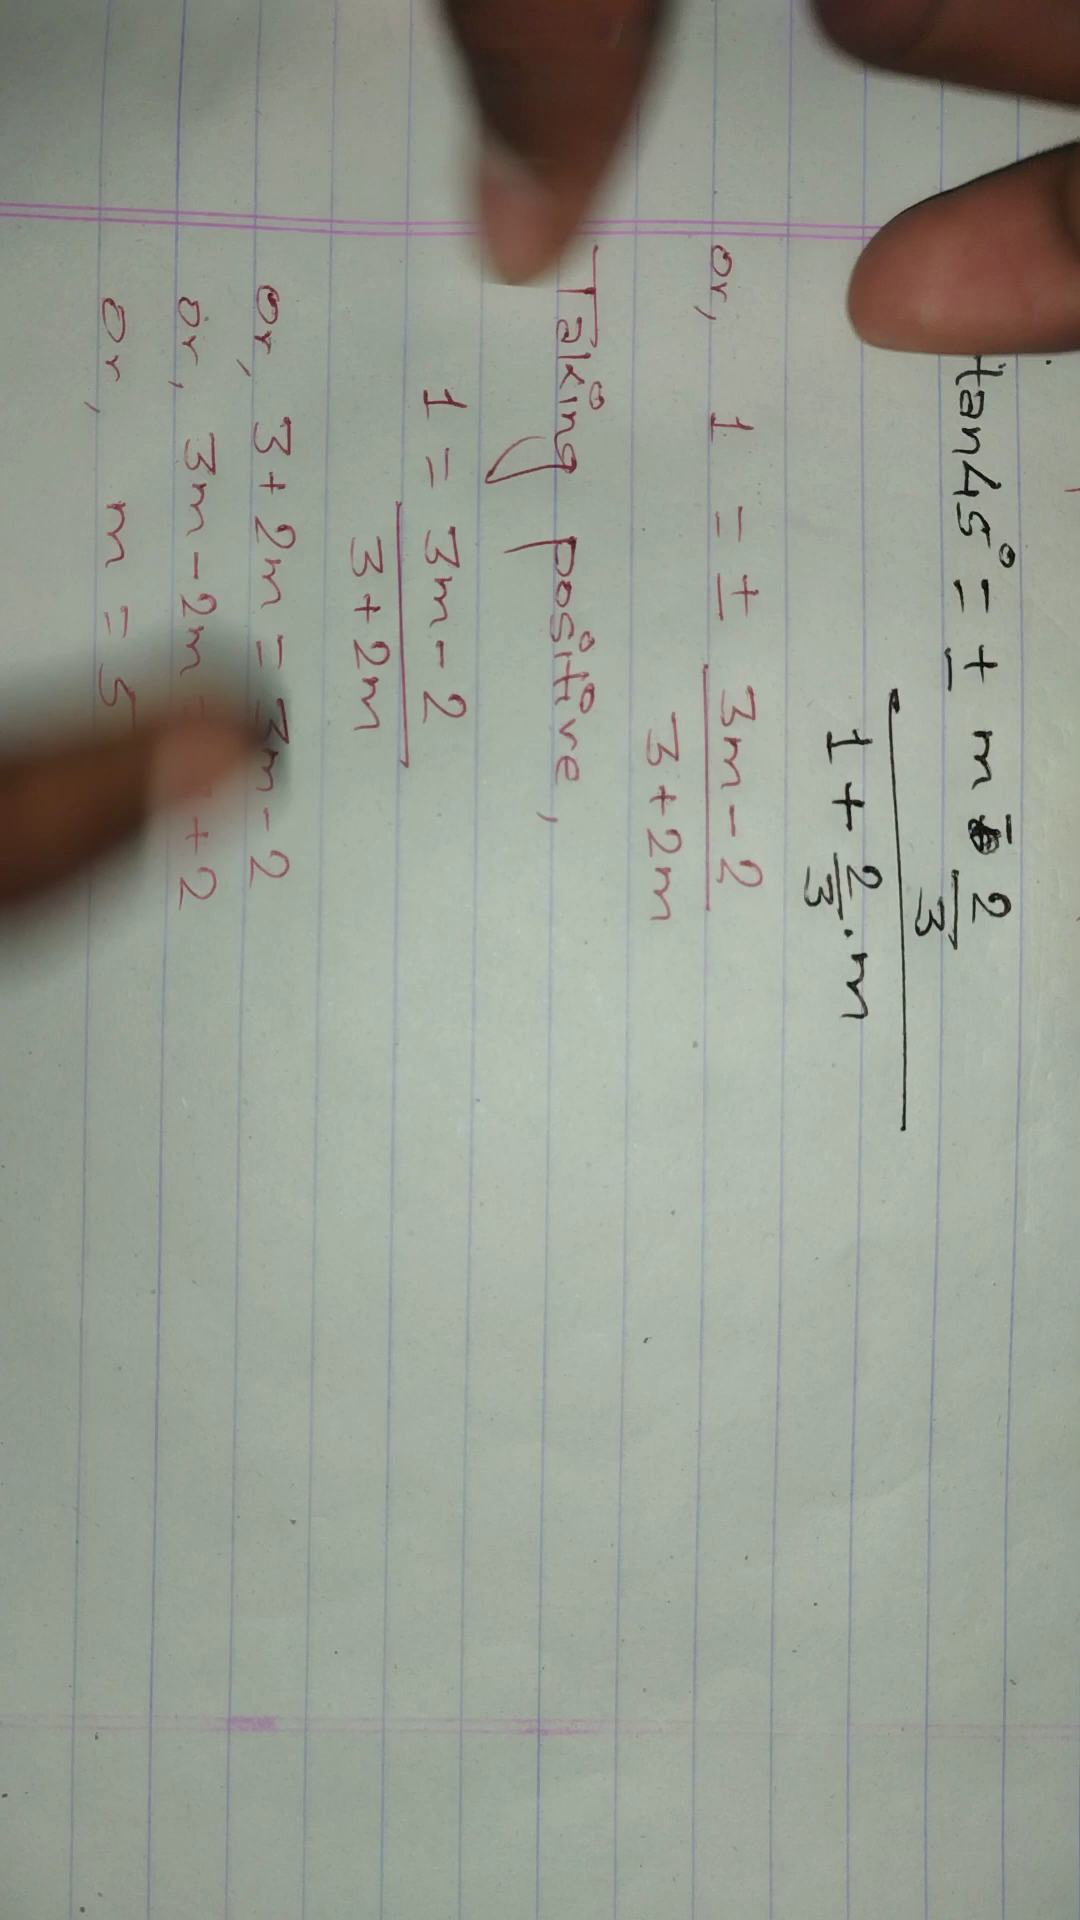 tan45° = ± m - 2/3
1 + 2/3 . m
or, 1 = ± 3m - 2
3 + 2m
Taking positive,
1 = 3m - 2
3 + 2m
or, 3 + 2m = 3m - 2
or, 3m - 2m = + 2
or, m = 5